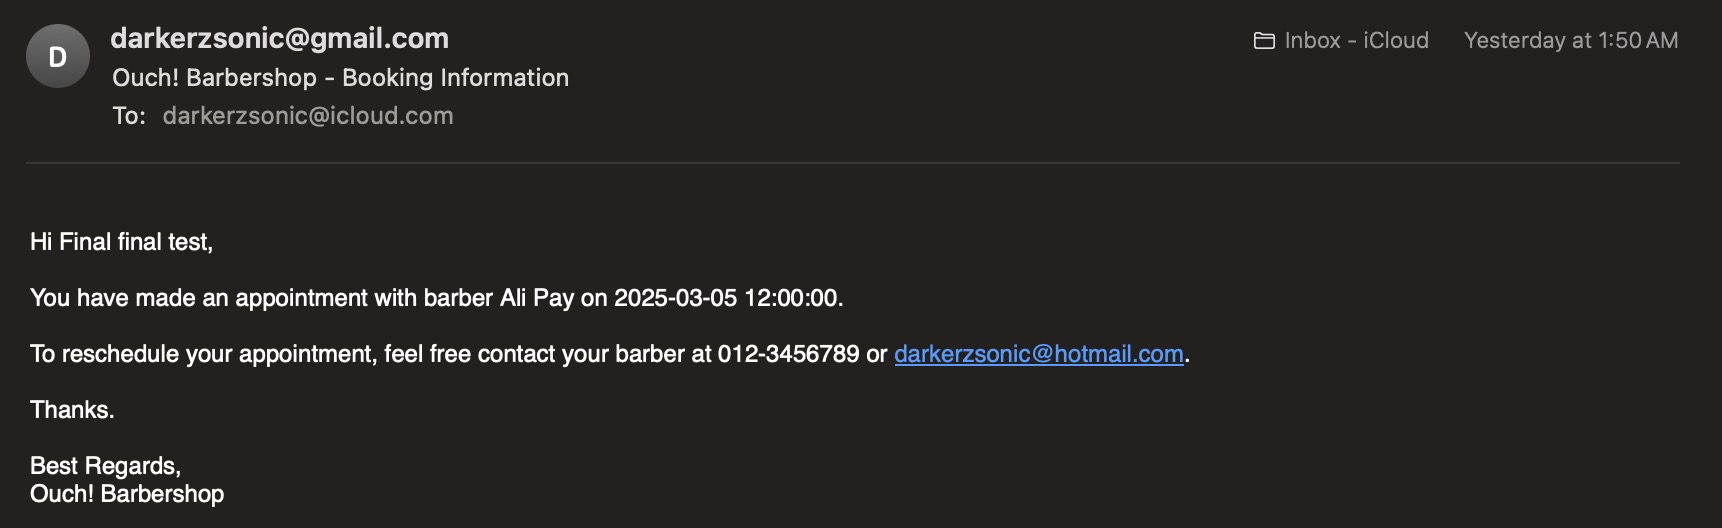 D
darkerzsonic@gmail.com
Inbox - iCloud
Yesterday at 1:50 AM
Ouch! Barbershop - Booking Information
To: darkerzsonic@icloud.com
Hi Final final test,
You have made an appointment with barber Ali Pay on 2025-03-05 12:00:00.
To reschedule your appointment, feel free contact your barber at 012-3456789 or darkerzsonic@hotmail.com.
Thanks.
Best Regards,
Ouch! Barbershop